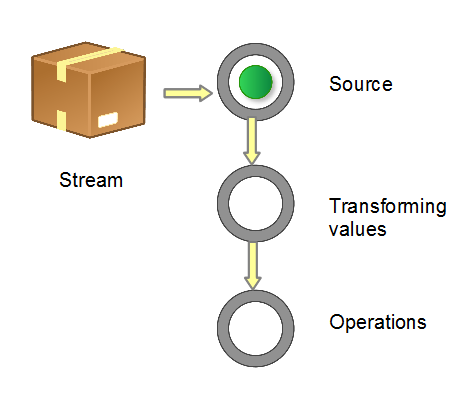 Source
Stream
Transforming
values
Operations